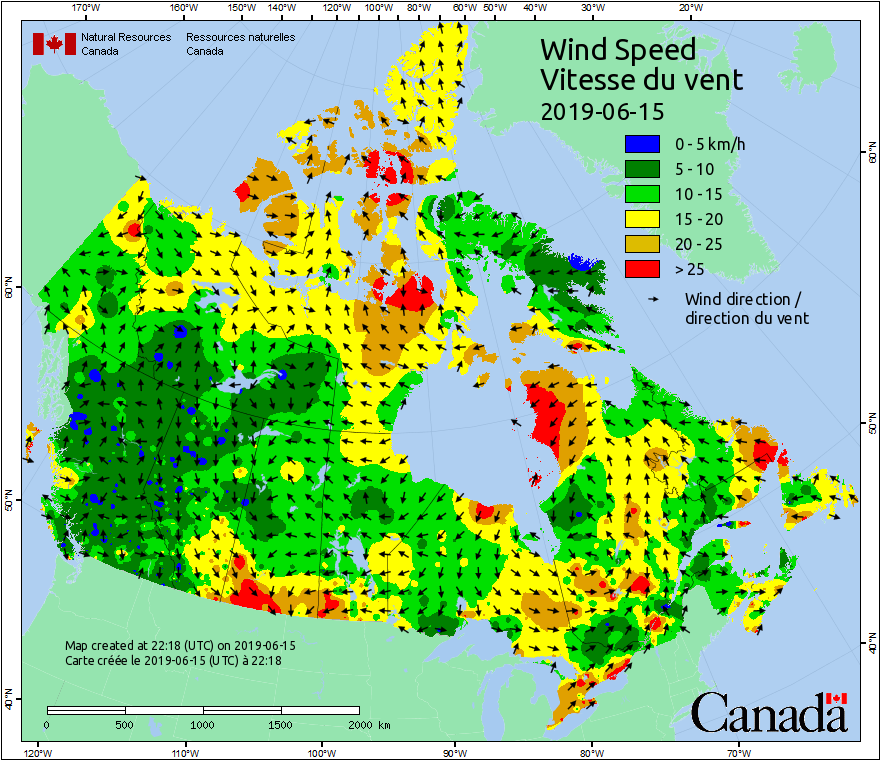 170°W 160°W 150°W 140°W 120°W 100°W 80°W 60°W 50°W 40°W 30°W 20°W
Natural Resources Ressources naturelles
Canada Canada
Wind Speed
Vitesse du vent
2019-06-15
0 - 5 km/h
5 - 10
10 - 15
15 - 20
20 - 25
> 25
Wind direction /
direction du vent
60°N
60°N
50°N
50°N
40°N
40°N
Map created at 22:18 (UTC) on 2019-06-15
Carte créée le 2019-06-15 (UTC) à 22:18
0 500 1000 1500 2000 km
Canada
120°W 110°W 100°W 90°W 80°W 70°W